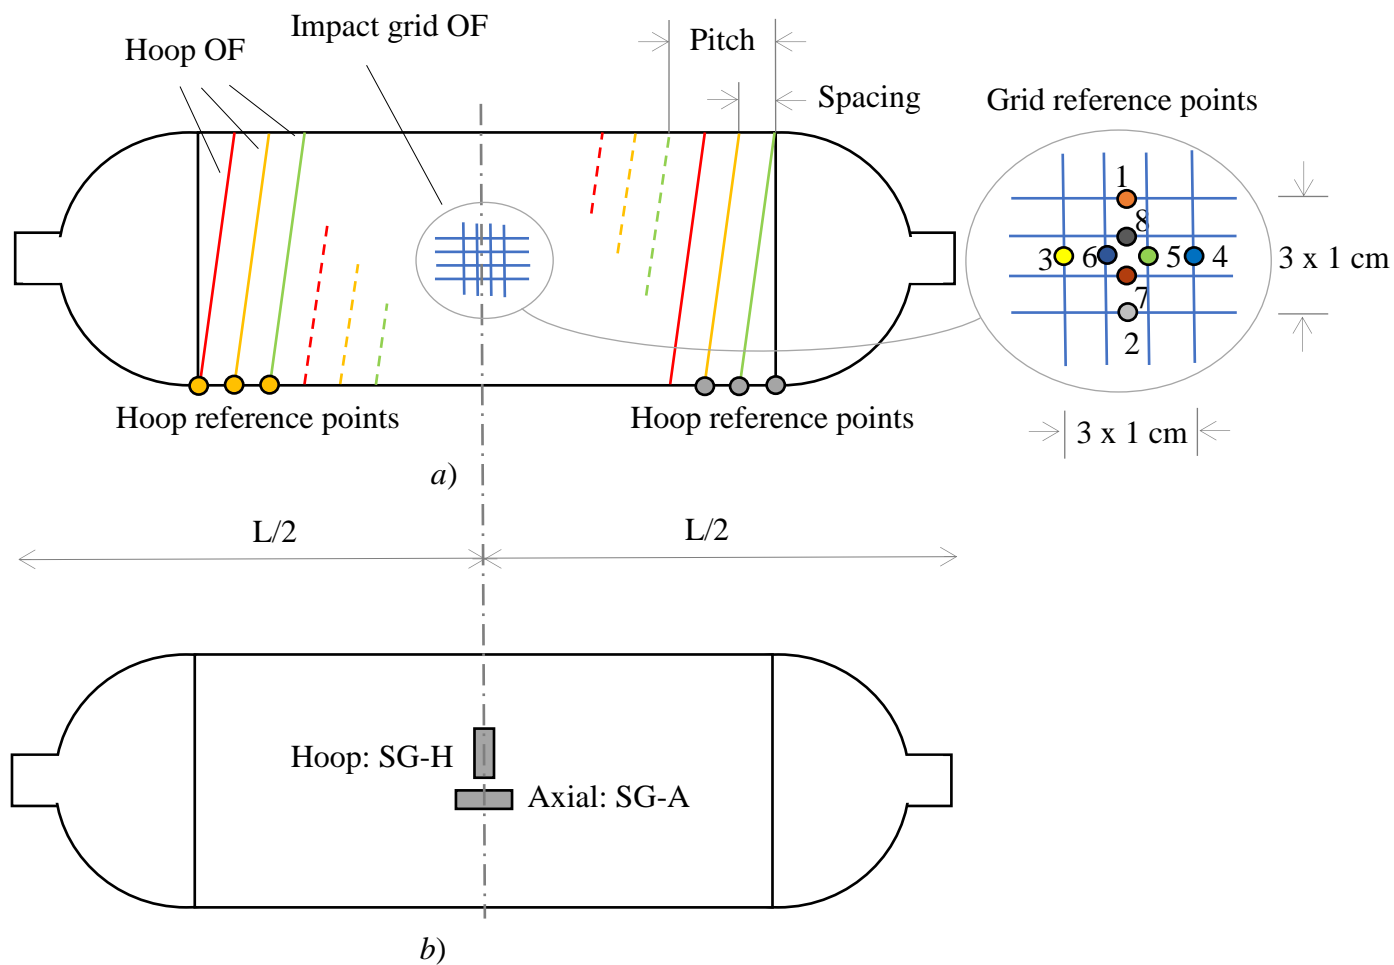 Impact grid OF
Hoop OF
Pitch
Spacing
Grid reference points
1
8
3
6
5
4
7
2
3 x 1 cm
3 x 1 cm
Hoop reference points
Hoop reference points
a)
L/2
L/2
Hoop: SG-H
Axial: SG-A
b)